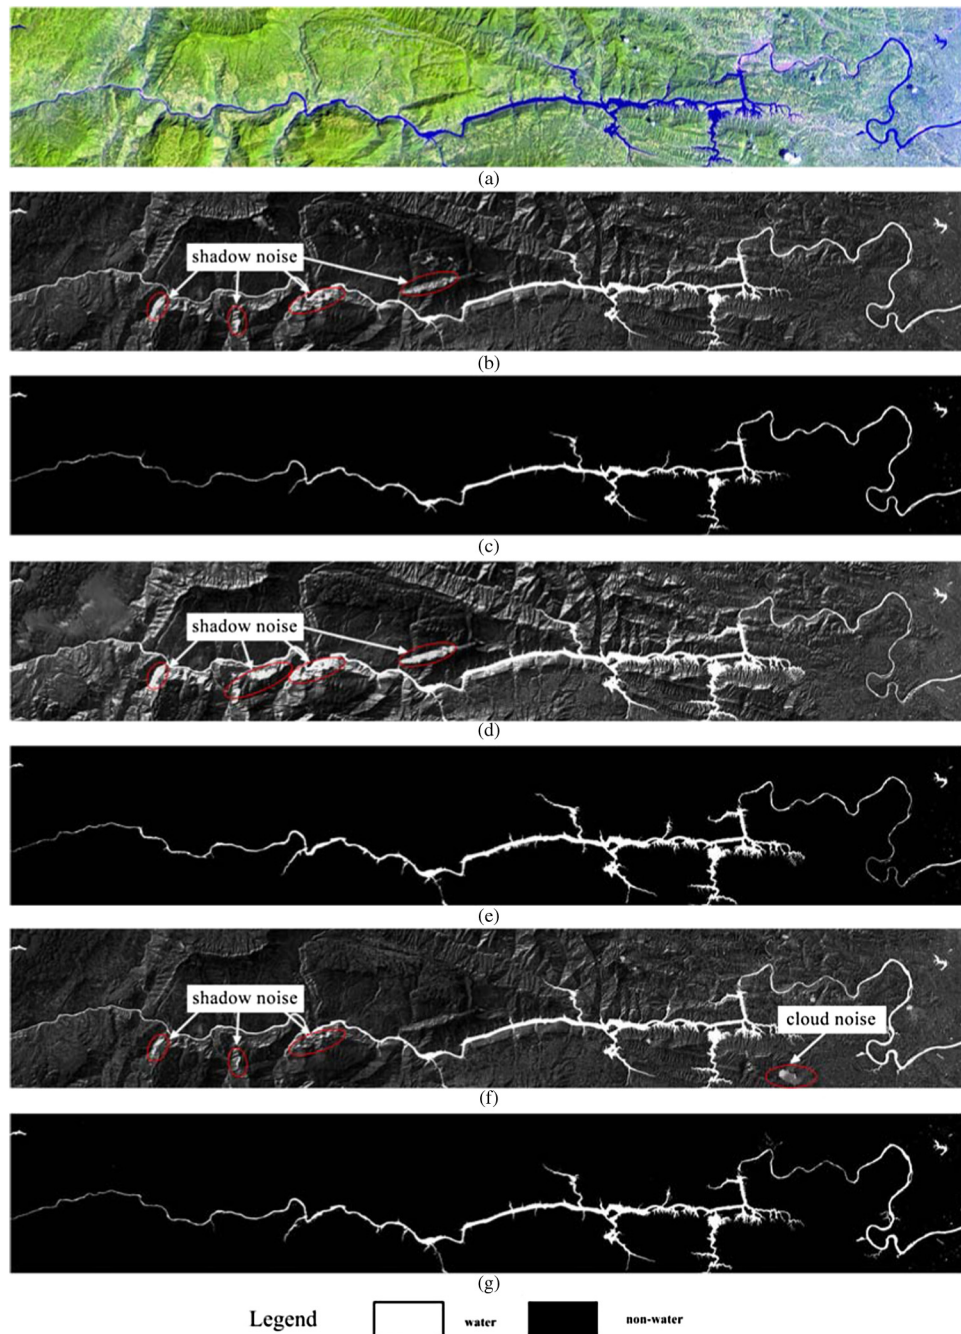 (a)
shadow noise
(b)
(c)
shadow noise
(d)
(e)
shadow noise
cloud noise
(f)
(g)
Legend
water
non-water